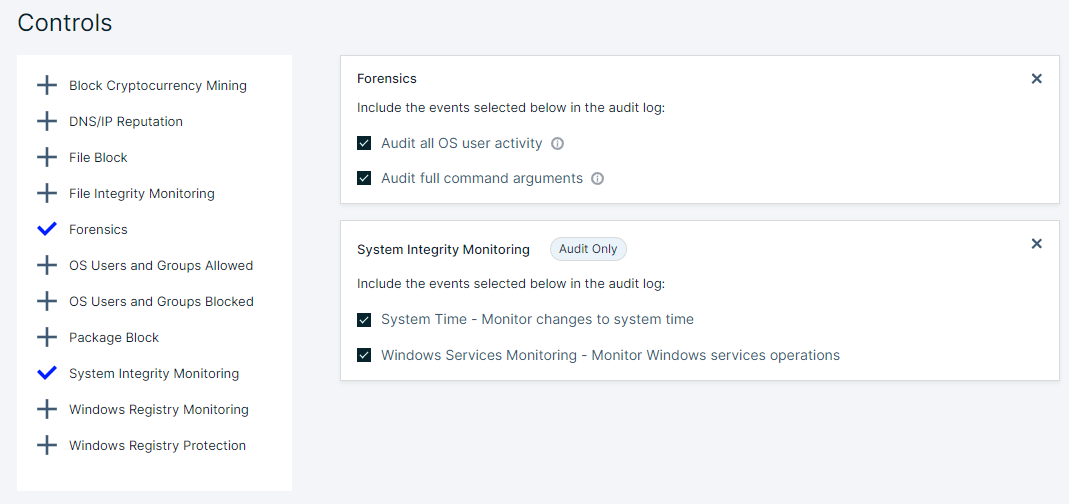 Controls
Block Cryptocurrency Mining
DNS/IP Reputation
File Block
File Integrity Monitoring
Forensics
OS Users and Groups Allowed
OS Users and Groups Blocked
Package Block
System Integrity Monitoring
Windows Registry Monitoring
Windows Registry Protection
Forensics
Include the events selected below in the audit log:
Audit all OS user activity
Audit full command arguments
System Integrity Monitoring Audit Only
Include the events selected below in the audit log:
System Time - Monitor changes to system time
Windows Services Monitoring - Monitor Windows services operations